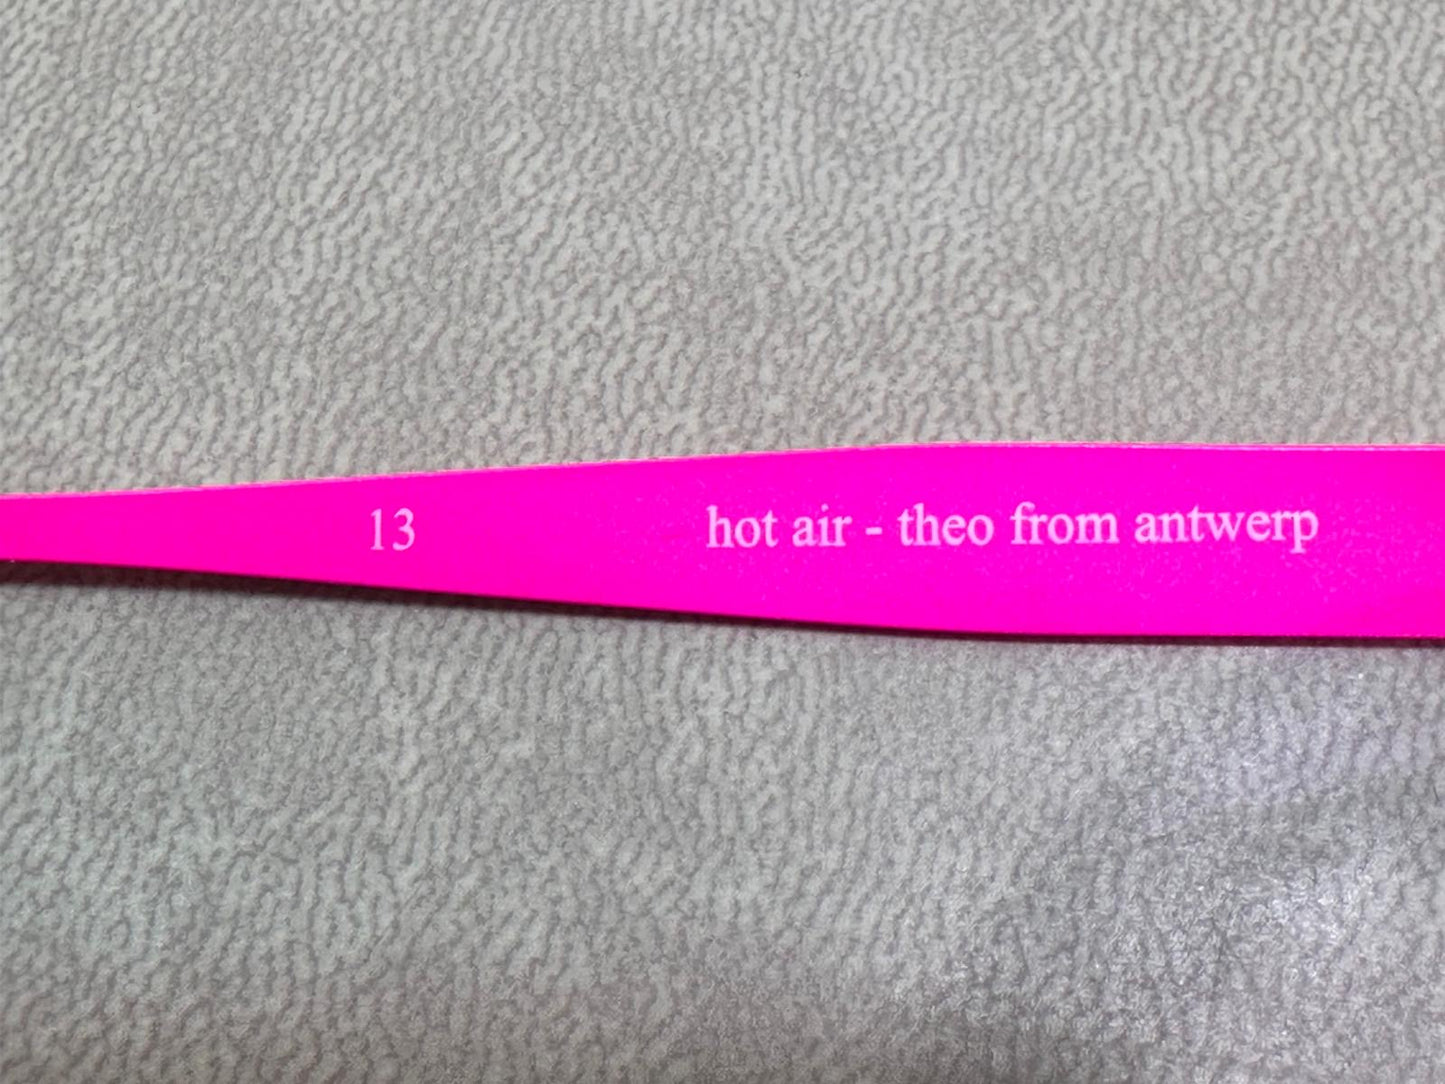 13 hot air - theo from antwerp